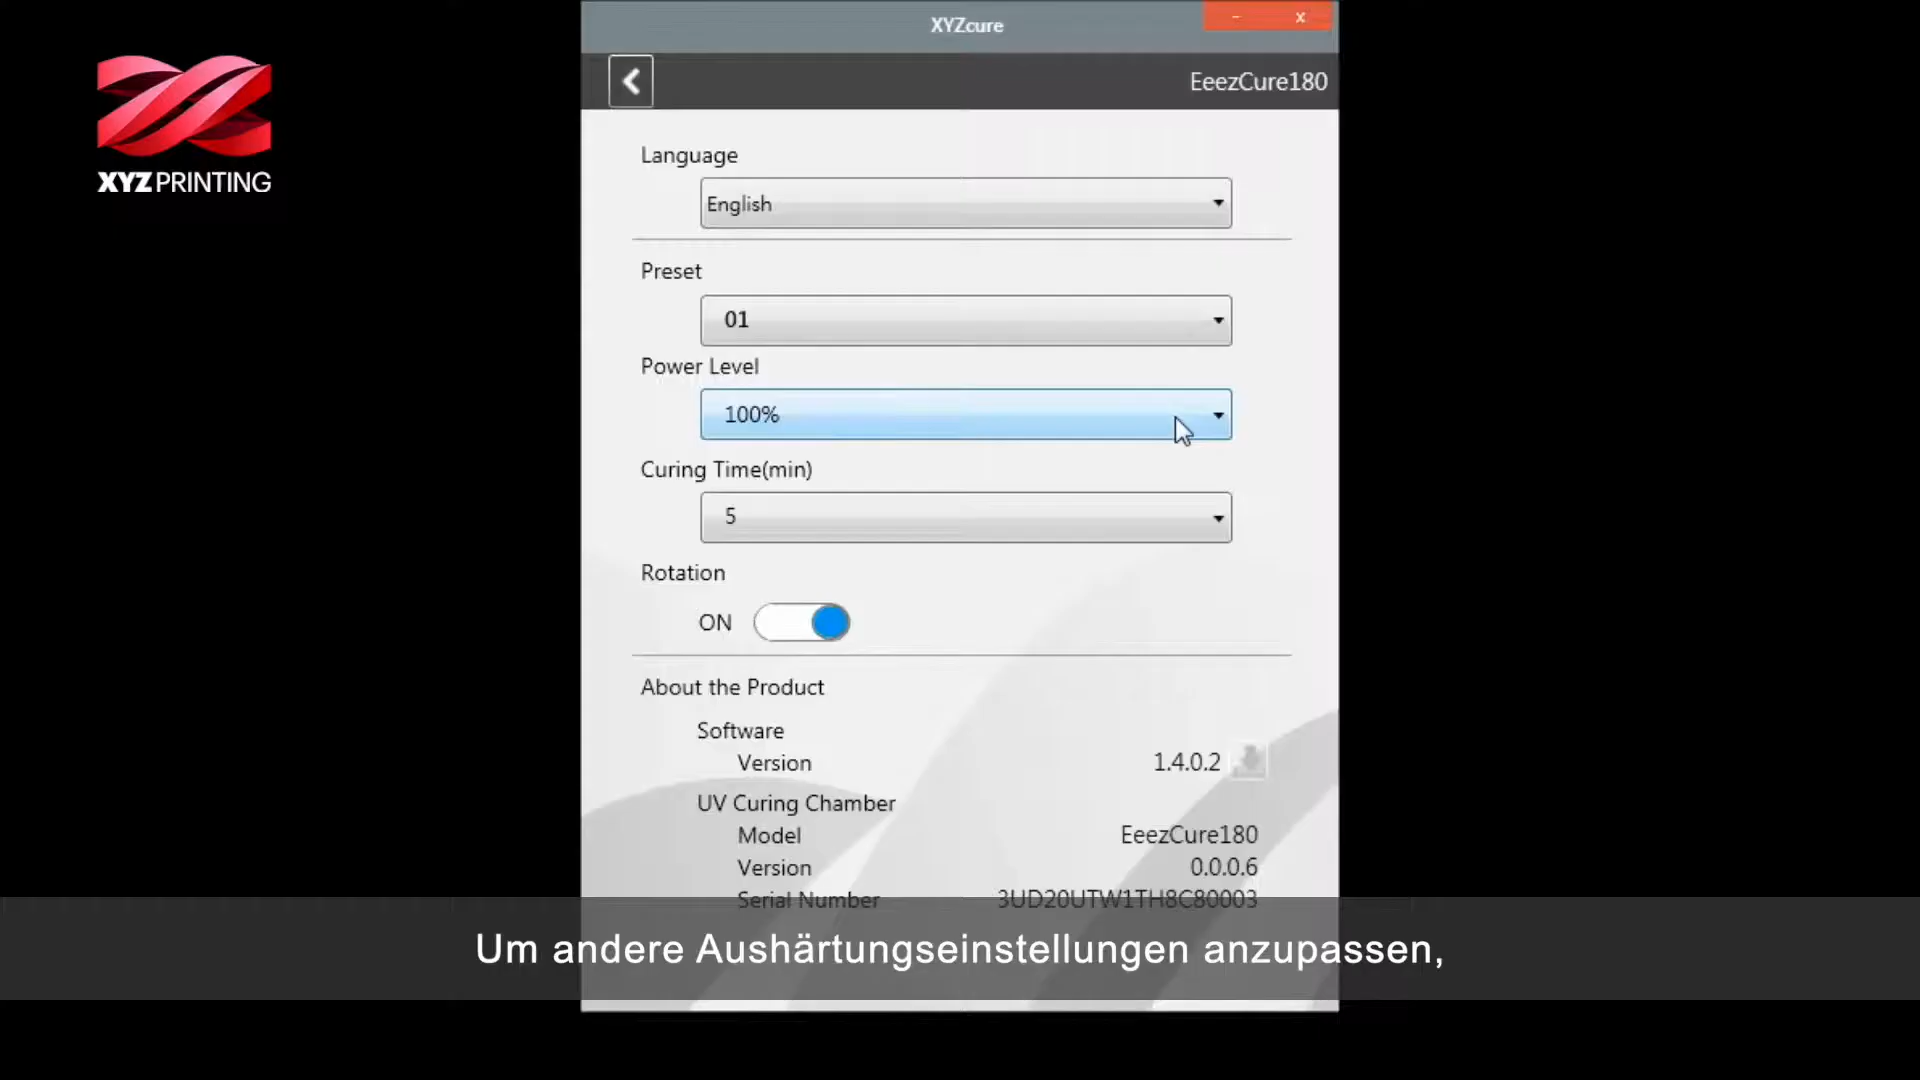 XYZcure
XYZPRINTING
EeezCure180
Language
English
Preset
01
Power Level
100%
Curing Time(min)
5
Rotation
ON
About the Product
Software
Version 1.4.0.2
UV Curing Chamber
Model EeezCure180
Version 0.0.0.6
Serial Number 3UD20UTW1TH8C80003
Um andere Aushärtungseinstellungen anzupassen,